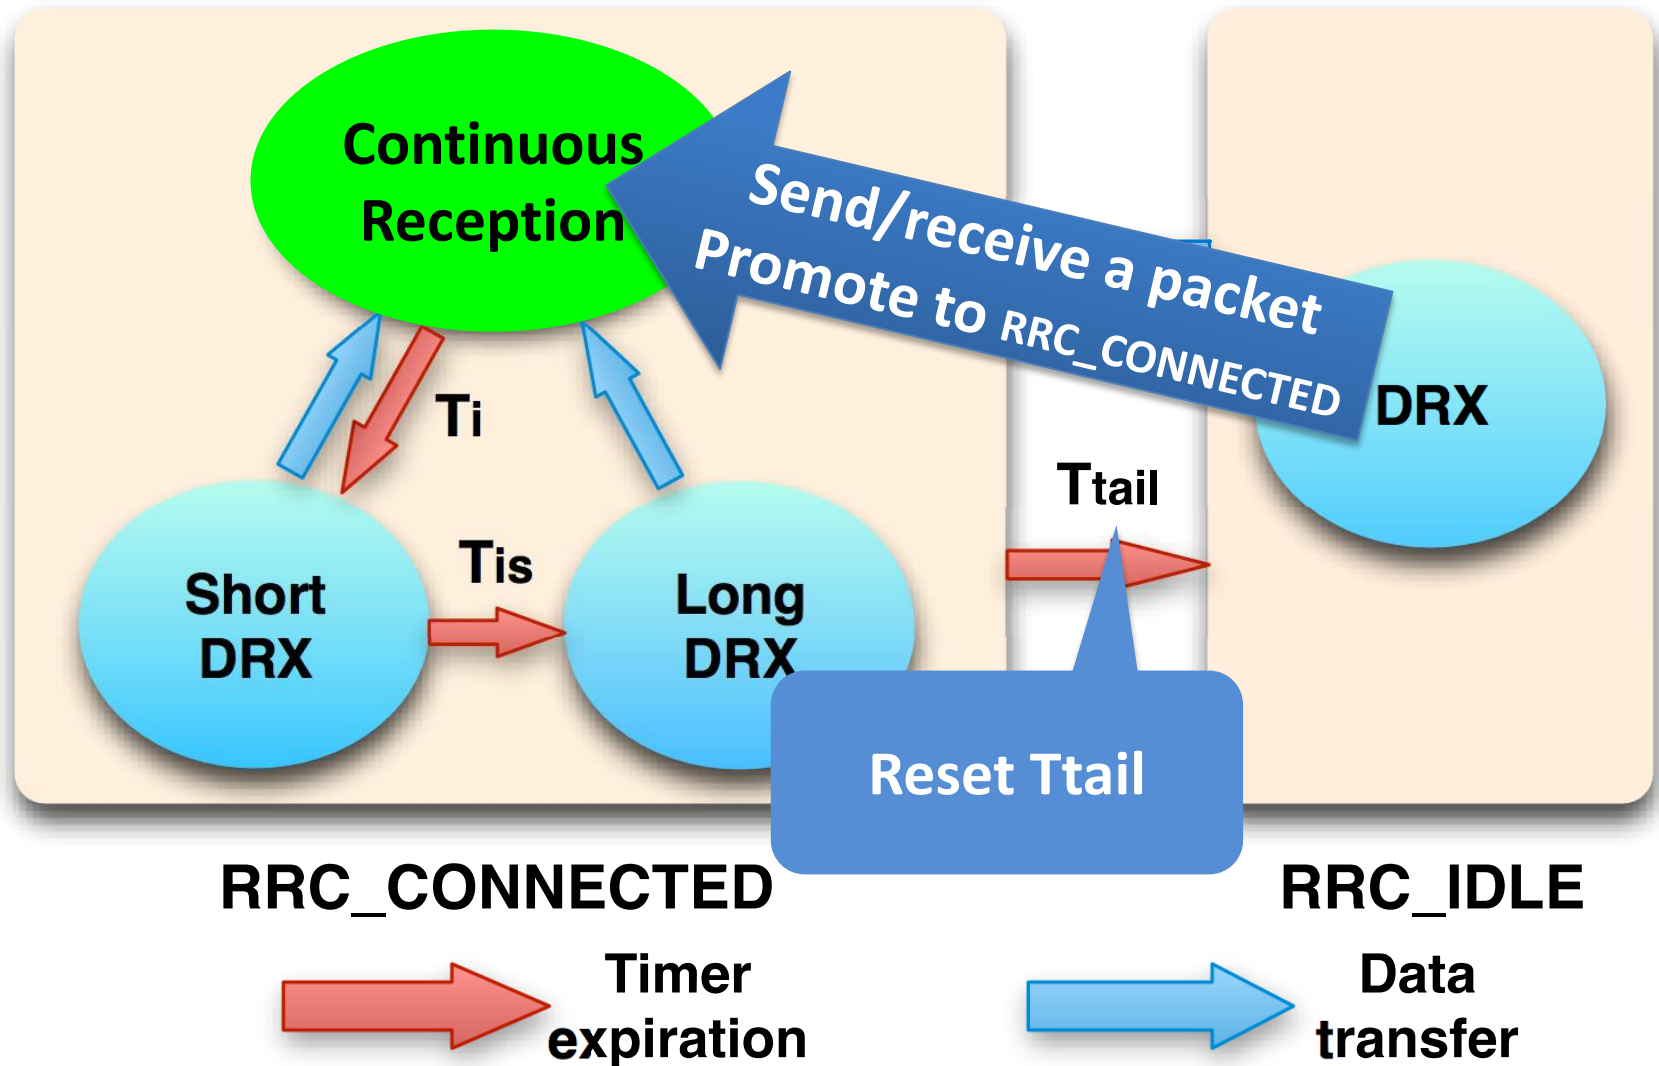 Continuous
Reception
Send/receive a packet
Promote to RRC_CONNECTED
DRX
Ti
Ttail
Tis
Short
DRX
Long
DRX
Reset Ttail
RRC_CONNECTED
RRC_IDLE
Timer
expiration
Data
transfer